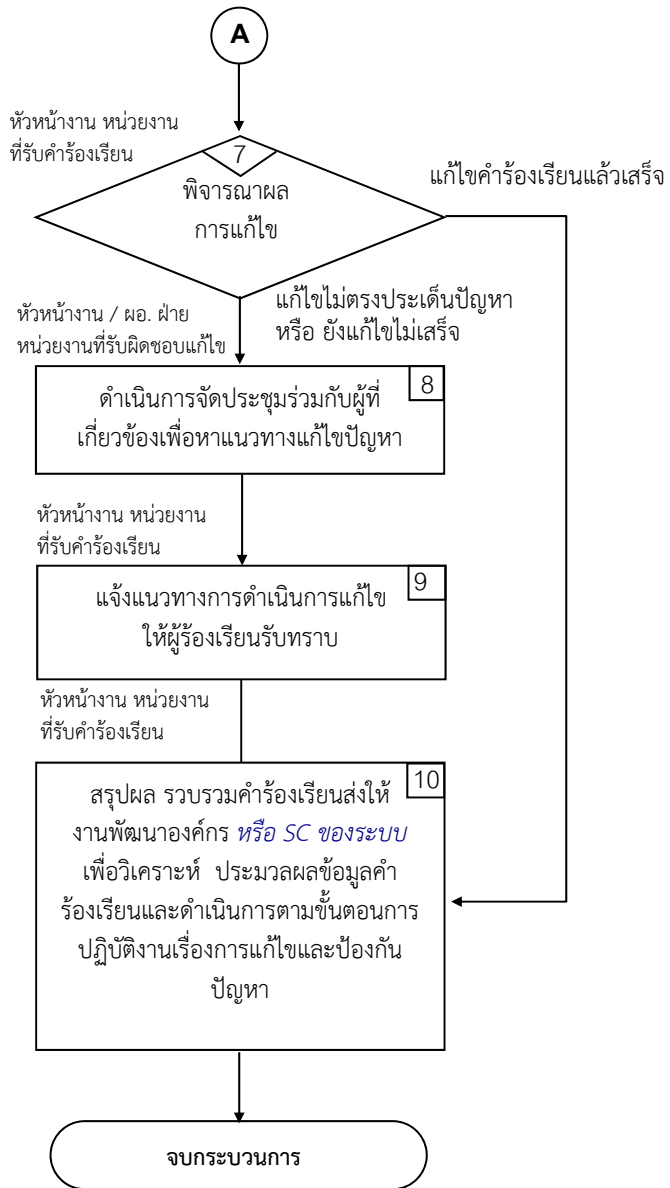 A
หัวหน้างาน หน่วยงาน
ที่รับคำร้องเรียน
7
พิจารณาผล
การแก้ไข
แก้ไขคำร้องเรียนแล้วเสร็จ
แก้ไขไม่ตรงประเด็นปัญหา
หรือ ยังแก้ไขไม่เสร็จ
หัวหน้างาน / ผอ. ฝ่าย
หน่วยงานที่รับผิดชอบแก้ไข
8
ดำเนินการจัดประชุมร่วมกับผู้ที่
เกี่ยวข้องเพื่อหาแนวทางแก้ไขปัญหา
หัวหน้างาน หน่วยงาน
ที่รับคำร้องเรียน
9
แจ้งแนวทางการดำเนินการแก้ไข
ให้ผู้ร้องเรียนรับทราบ
หัวหน้างาน หน่วยงาน
ที่รับคำร้องเรียน
10
สรุปผล รวบรวมคำร้องเรียนส่งให้
งานพัฒนาองค์กร หรือ SC ของระบบ
เพื่อวิเคราะห์ ประมวลผลข้อมูลคำ
ร้องเรียนและดำเนินการตามขั้นตอนการ
ปฏิบัติงานเรื่องการแก้ไขและป้องกัน
ปัญหา
จบกระบวนการ